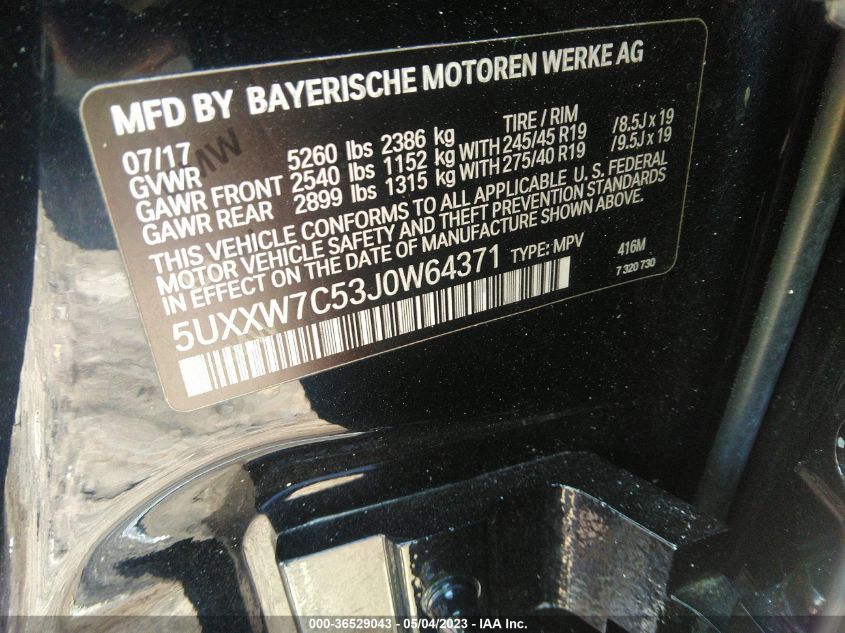 MFD BY BAYERISCHE MOTOREN WERKE AG
07/17 TIRE / RIM
GVWR 5260 lbs 2386 kg
GAWR FRONT 2540 lbs 1152 kg WITH 245/45 R19 /8.5J x 19
GAWR REAR 2899 lbs 1315 kg WITH 275/40 R19 /9.5J x 19
THIS VEHICLE CONFORMS TO ALL APPLICABLE U. S. FEDERAL
MOTOR VEHICLE SAFETY AND THEFT PREVENTION STANDARDS
IN EFFECT ON THE DATE OF MANUFACTURE SHOWN ABOVE.
5UXXW7C53J0W64371 TYPE: MPV 416M
7 320 730
000-36529043 - 05/04/2023 - IAA Inc.